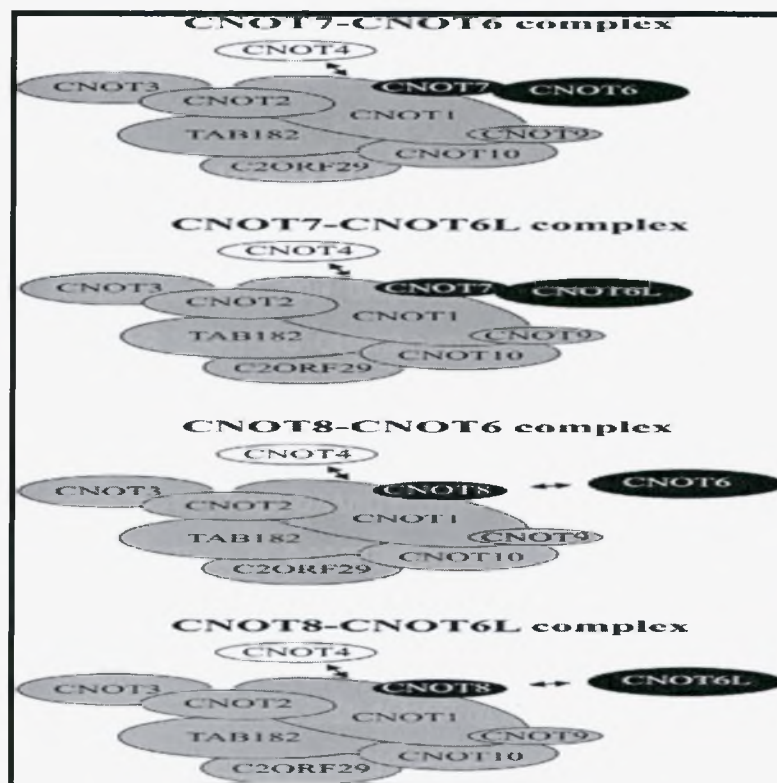 CNOT7-CNOT6 complex
CNOT4
CNOT3
CNOT7
CNOT6
CNOT2
CNOT1
TAB182
CNOT9
CNOT10
C2ORF29
CNOT7-CNOT6L complex
CNOT4
CNOT3
CNOT7
CNOT6L
CNOT2
CNOT1
TAB182
CNOT9
CNOT10
C2ORF29
CNOT8-CNOT6 complex
CNOT4
CNOT3
CNOT8
CNOT6
CNOT2
CNOT1
TAB182
CNOT9
CNOT10
C2ORF29
CNOT8-CNOT6L complex
CNOT4
CNOT3
CNOT8
CNOT6L
CNOT2
CNOT1
TAB182
CNOT9
CNOT10
C2ORF29